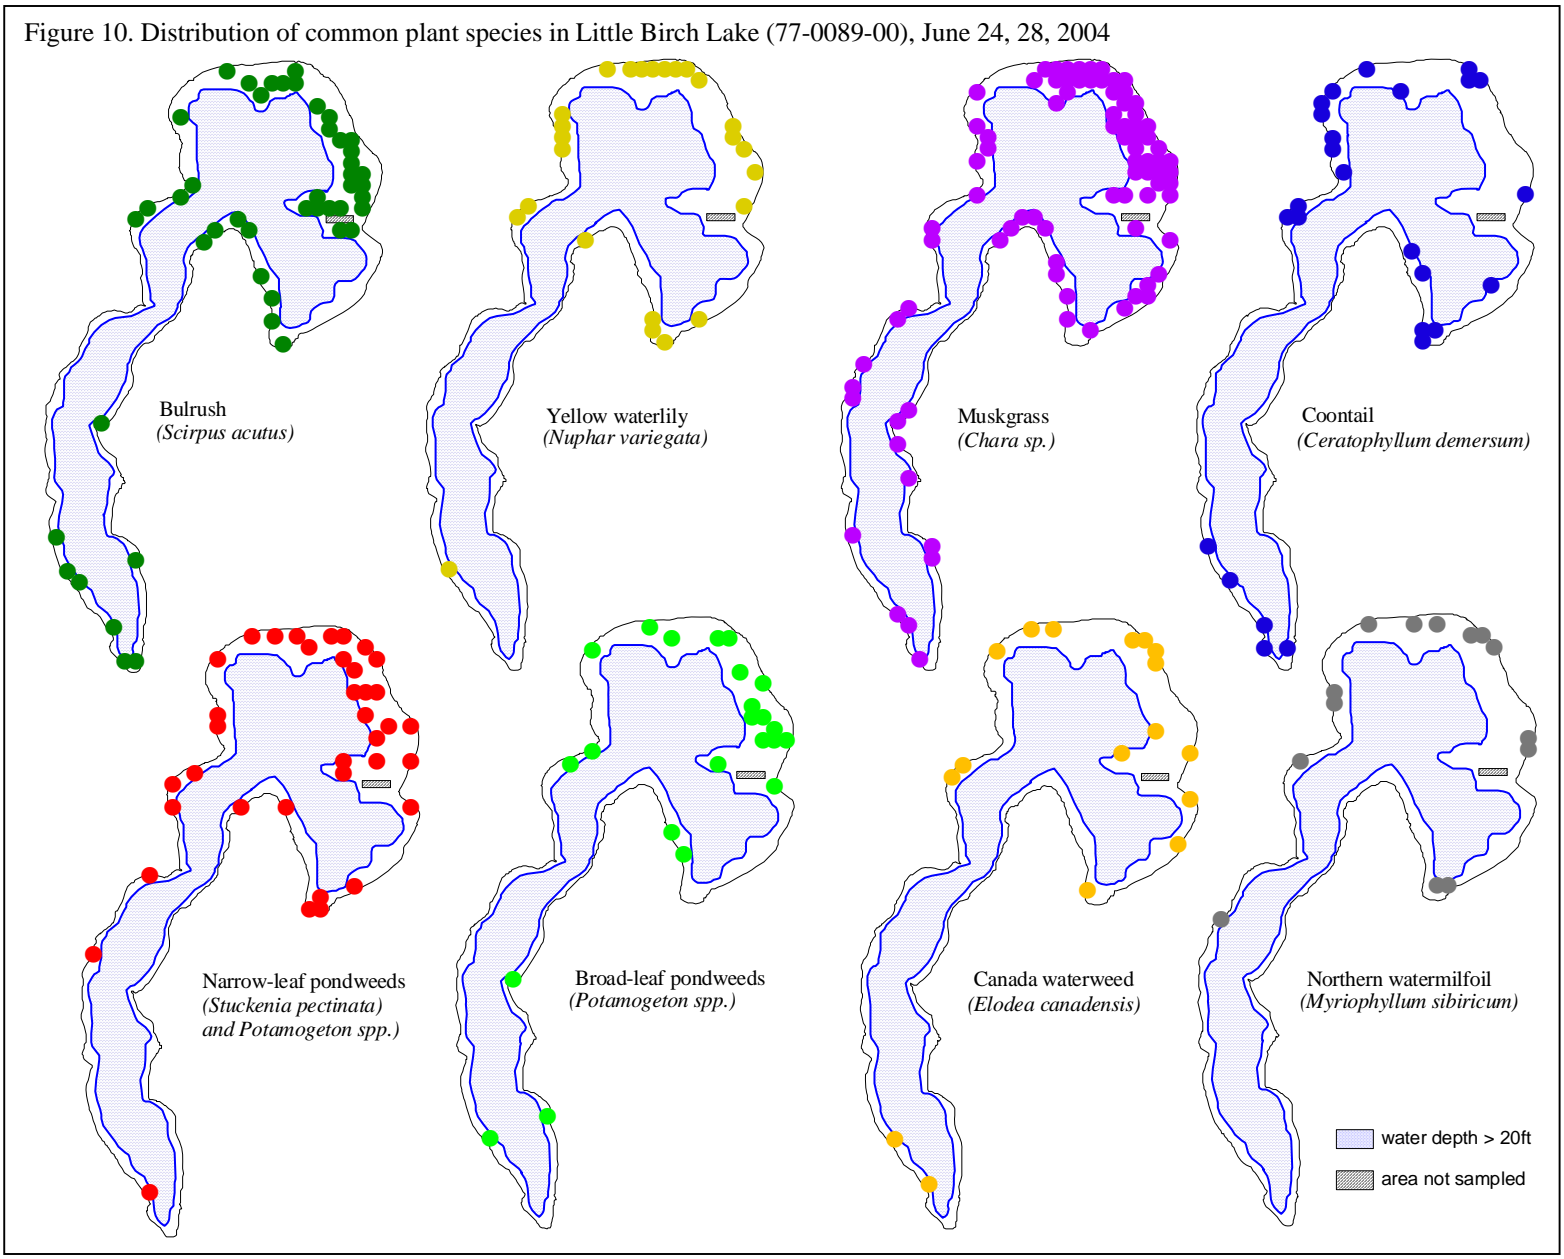 Figure 10. Distribution of common plant species in Little Birch Lake (77-0089-00), June 24, 28, 2004
Bulrush
(Scirpus acutus)
Yellow waterlily
(Nuphar variegata)
Muskgrass
(Chara sp.)
Coontail
(Ceratophyllum demersum)
Narrow-leaf pondweeds
(Stuckenia pectinata)
and Potamogeton spp.)
Broad-leaf pondweeds
(Potamogeton spp.)
Canada waterweed
(Elodea canadensis)
Northern watermilfoil
(Myriophyllum sibiricum)
water depth > 20ft
area not sampled